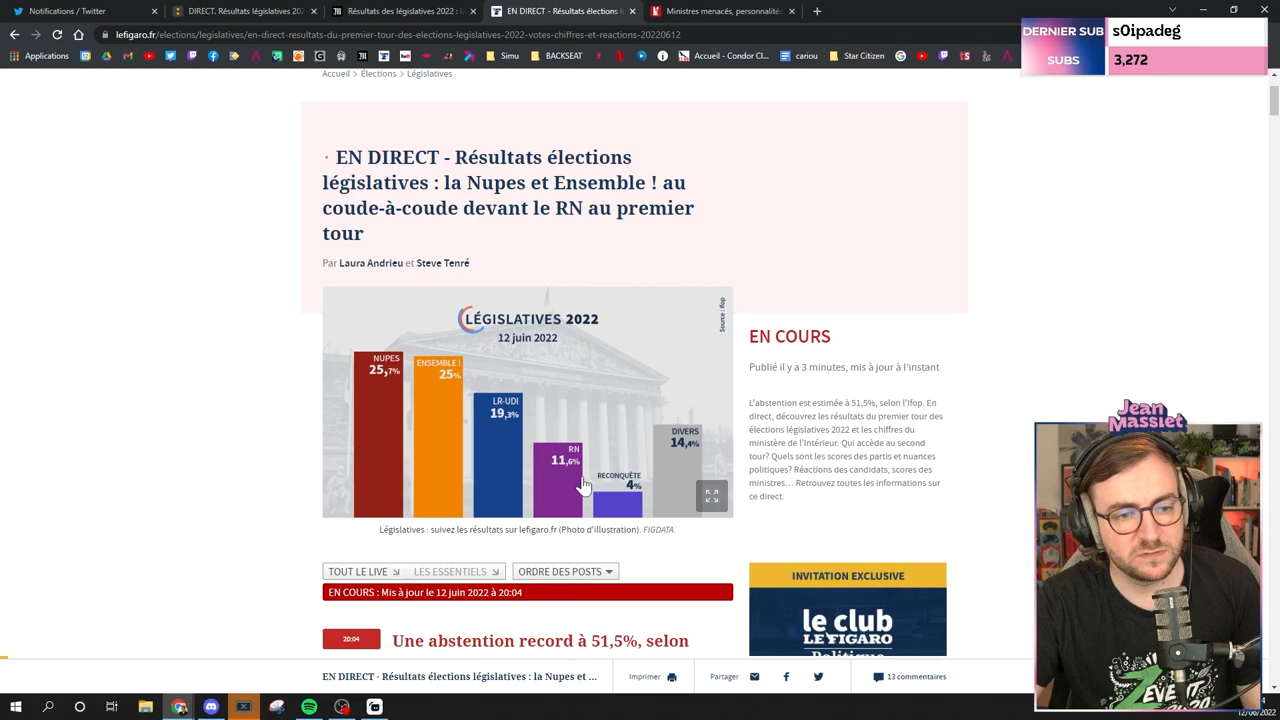 DIRECT. Résultats élections
Résultats législatives 2022 :
Ministres menacés, record
lefigaro.fr/elections/legislatives/en-direct-resultats-du-premier-tour-des-elections-legislatives-2022-votes-chiffres-et-reactions-20220612
Applications
Simu
BACKSEAT
Accueil - Condor Cl...
cariou
Star Citizen
DERNIER SUB
s0ipadeg
SUBS
3,272
Accueil > Élections > Législatives
· EN DIRECT - Résultats élections
législatives : la Nupes et Ensemble ! au
coude-à-coude devant le RN au premier
tour
Par Laura Andrieu et Steve Tenré
LÉGISLATIVES 2022
12 juin 2022
Source : Ifop
NUPES
25,7%
ENSEMBLE !
25%
LR-UDI
19,3%
RN
11,6%
RECONQUÊTE
4%
DIVERS
14,4%
Législatives : suivez les résultats sur lefigaro.fr (Photo d'illustration). FIGDATA.
EN COURS
Publié il y a 3 minutes, mis à jour à l'instant
L'abstention est estimée à 51,5%, selon l'Ifop. En
direct, découvrez les résultats du premier tour des
élections législatives 2022 et les chiffres du
ministère de l'Intérieur. Qui accède au second
tour? Quels sont les scores des partis et nuances
politiques? Réactions des candidats, scores des
ministres... Retrouvez toutes les informations sur
ce direct.
TOUT LE LIVE
LES ESSENTIELS
ORDRE DES POSTS
EN COURS : Mis à jour le 12 juin 2022 à 20:04
20:04
Une abstention record à 51,5%, selon
INVITATION EXCLUSIVE
le club
LE FIGARO
Politique
Jean
Massiet
EN DIRECT - Résultats élections législatives : la Nupes et ...
Imprimer
Partager
13 commentaires
12/06/2022